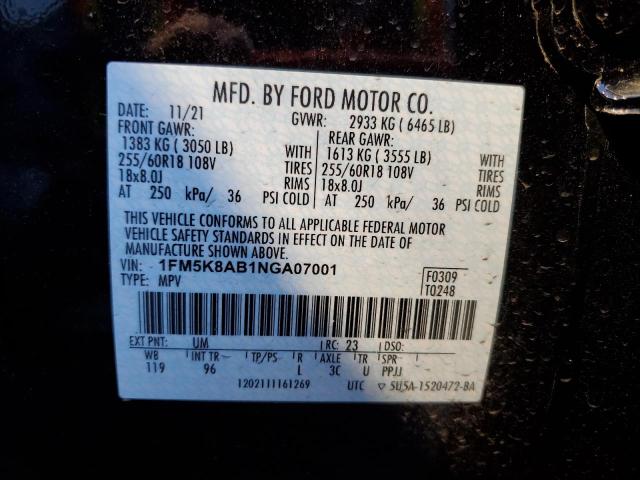 MFD. BY FORD MOTOR CO.
DATE: 11/21 GVWR: 2933 KG ( 6465 LB)
FRONT GAWR: REAR GAWR:
1383 KG ( 3050 LB) WITH 1613 KG ( 3555 LB) WITH
255/60R18 108V TIRES 255/60R18 108V TIRES
18x8.0J RIMS 18x8.0J RIMS
AT 250 kPa/ 36 PSI COLD AT 250 kPa/ 36 PSI COLD
THIS VEHICLE CONFORMS TO ALL APPLICABLE FEDERAL MOTOR
VEHICLE SAFETY STANDARDS IN EFFECT ON THE DATE OF
MANUFACTURE SHOWN ABOVE.
VIN: 1FM5K8AB1NGA07001 F0309
TYPE: MPV T0248
EXT PNT: UM RC: 23 DSO:
WB INT TR TP/PS R AXLE TR SPR
119 96 L 3C U PPJJ
1202111161269 UTC ▽ 5U5A-1520472-BA